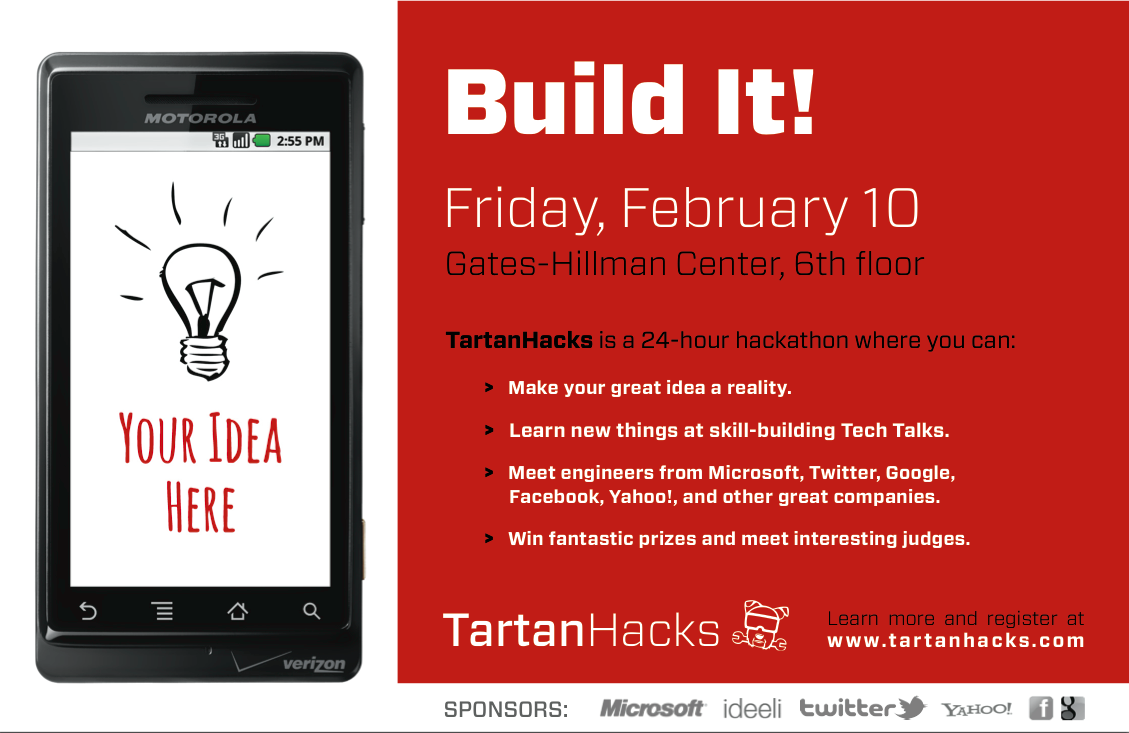 MOTOROLA
3G
2:55 PM
YOUR IDEA
HERE
verizon
Build It!
Friday, February 10
Gates-Hillman Center, 6th floor
TartanHacks is a 24-hour hackathon where you can:
> Make your great idea a reality.
> Learn new things at skill-building Tech Talks.
> Meet engineers from Microsoft, Twitter, Google,
Facebook, Yahoo!, and other great companies.
> Win fantastic prizes and meet interesting judges.
TartanHacks
Learn more and register at
www.tartanhacks.com
SPONSORS: Microsoft ideeli twitter YAHOO! f g